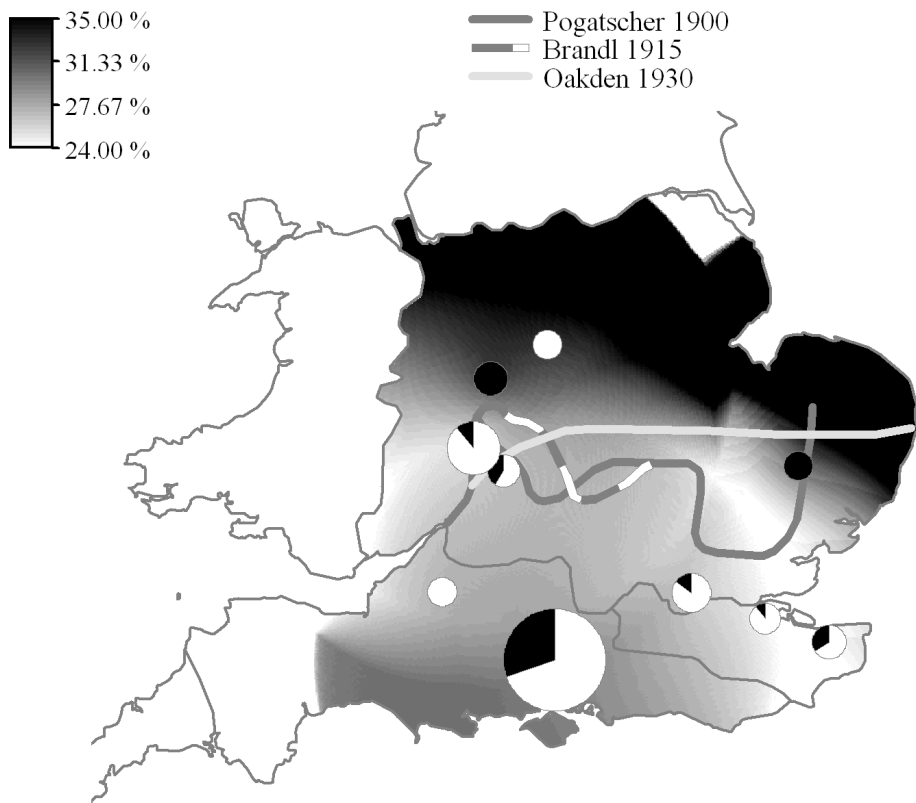 35.00 %
31.33 %
27.67 %
24.00 %
Pogatscher 1900
Brandl 1915
Oakden 1930